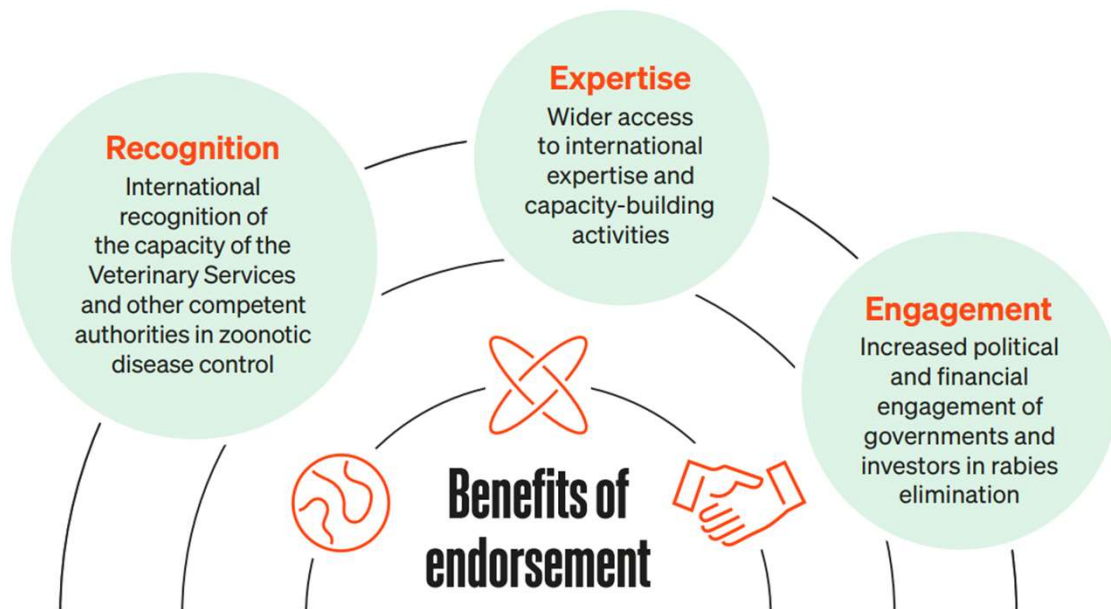 Recognition
International
recognition of
the capacity of the
Veterinary Services
and other competent
authorities in zoonotic
disease control
Expertise
Wider access
to international
expertise and
capacity-building
activities
Engagement
Increased political
and financial
engagement of
governments and
investors in rabies
elimination
Benefits of
endorsement